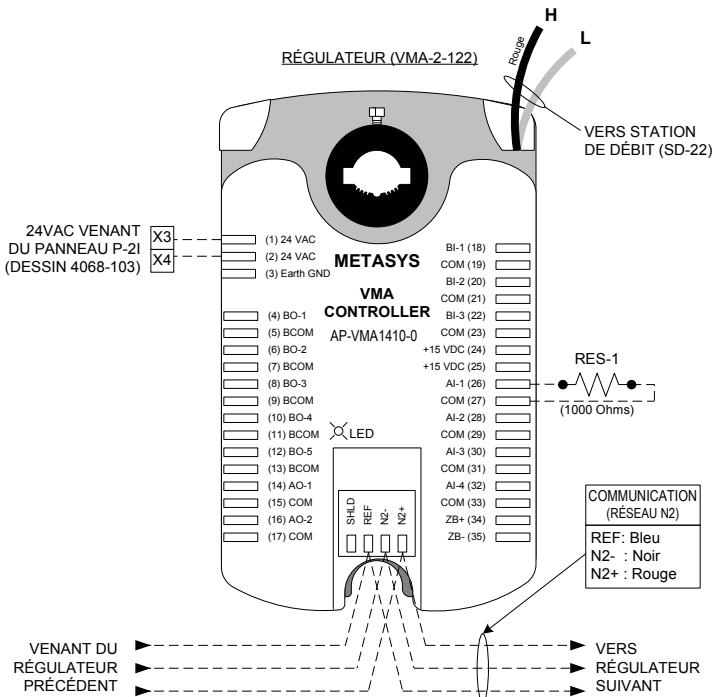 RÉGULATEUR (VMA-2-122)
H
L
Rouge
VERS STATION
DE DÉBIT (SD-22)
24VAC VENANT
DU PANNEAU P-2I
(DESSIN 4068-103)
X3
X4
(1) 24 VAC
(2) 24 VAC
(3) Earth GND
(4) BO-1
(5) BCOM
(6) BO-2
(7) BCOM
(8) BO-3
(9) BCOM
(10) BO-4
(11) BCOM
(12) BO-5
(13) BCOM
(14) AO-1
(15) COM
(16) AO-2
(17) COM
METASYS
VMA
CONTROLLER
AP-VMA1410-0
LED
SHLD
REF
N2-
N2+
BI-1 (18)
COM (19)
BI-2 (20)
COM (21)
BI-3 (22)
COM (23)
+15 VDC (24)
+15 VDC (25)
AI-1 (26)
COM (27)
AI-2 (28)
COM (29)
AI-3 (30)
COM (31)
AI-4 (32)
COM (33)
ZB+ (34)
ZB- (35)
RES-1
(1000 Ohms)
COMMUNICATION
(RÉSEAU N2)
REF: Bleu
N2- : Noir
N2+ : Rouge
VENANT DU
RÉGULATEUR
PRÉCÉDENT
VERS
RÉGULATEUR
SUIVANT